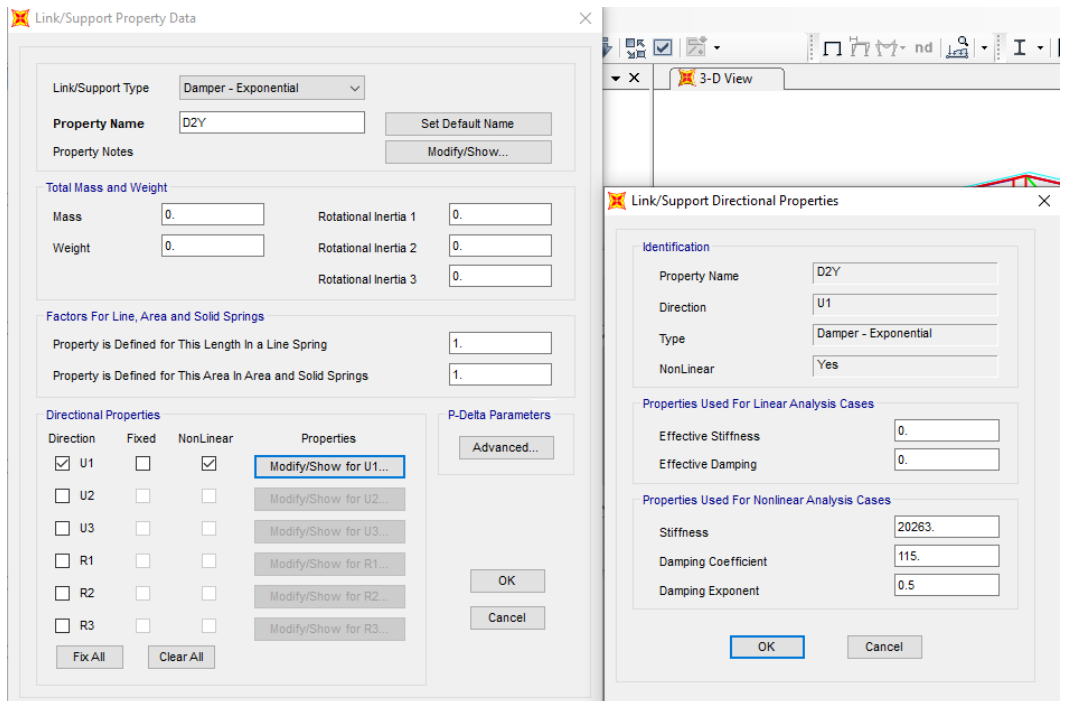 Link/Support Property Data
Link/Support Type
Damper - Exponential
Property Name
D2Y
Set Default Name
Property Notes
Modify/Show...
Total Mass and Weight
Mass
0.
Rotational Inertia 1
0.
Weight
0.
Rotational Inertia 2
0.
Rotational Inertia 3
0.
Factors For Line, Area and Solid Springs
Property is Defined for This Length In a Line Spring
1.
Property is Defined for This Area In Area and Solid Springs
1.
Directional Properties
Direction Fixed NonLinear Properties
U1
Modify/Show for U1...
U2
Modify/Show for U2...
U3
Modify/Show for U3...
R1
Modify/Show for R1...
R2
Modify/Show for R2...
R3
Modify/Show for R3...
Fix All
Clear All
P-Delta Parameters
Advanced...
OK
Cancel
nd
3-D View
Link/Support Directional Properties
Identification
Property Name
D2Y
Direction
U1
Type
Damper - Exponential
NonLinear
Yes
Properties Used For Linear Analysis Cases
Effective Stiffness
0.
Effective Damping
0.
Properties Used For Nonlinear Analysis Cases
Stiffness
20263.
Damping Coefficient
115.
Damping Exponent
0.5
OK
Cancel